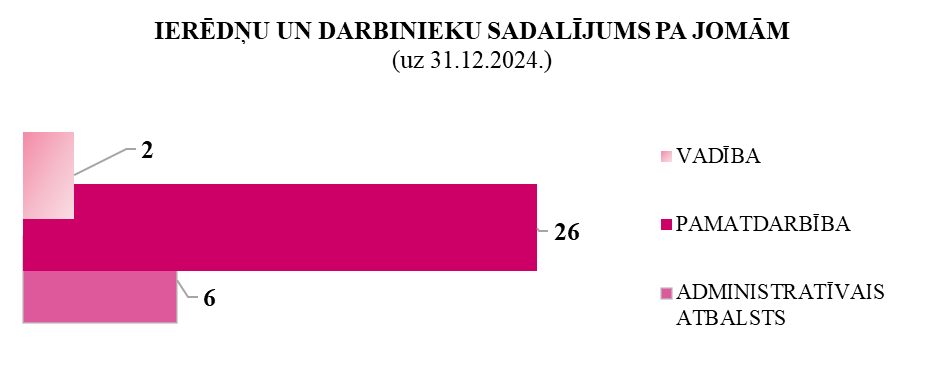 IERĒDŅU UN DARBINIEKU SADALĪJUMS PA JOMĀM
(uz 31.12.2024.)
2
26
6
VADĪBA
PAMATDARBĪBA
ADMINISTRATĪVAIS
ATBALSTS